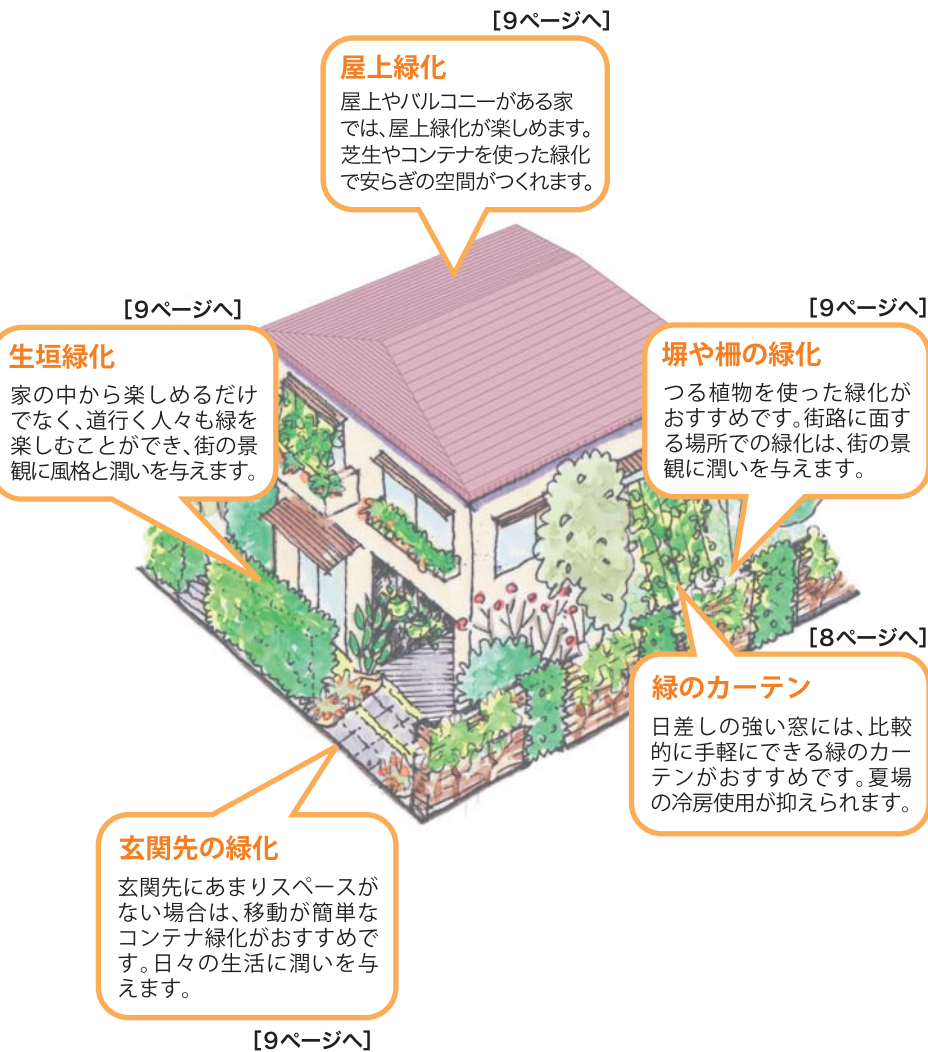 [9ページへ]
屋上緑化
屋上やバルコニーがある家
では、屋上緑化が楽しめます。
芝生やコンテナを使った緑化
で安らぎの空間がつくれます。
[9ページへ]
生垣緑化
家の中から楽しめるだけ
でなく、道行く人々も緑を
楽しむことができ、街の景
観に風格と潤いを与えます。
[9ページへ]
塀や柵の緑化
つる植物を使った緑化が
おすすめです。街路に面す
る場所での緑化は、街の景
観に潤いを与えます。
[8ページへ]
緑のカーテン
日差しの強い窓には、比較
的に手軽にできる緑のカー
テンがおすすめです。夏場
の冷房使用が抑えられます。
玄関先の緑化
玄関先にあまりスペースが
ない場合は、移動が簡単な
コンテナ緑化がおすすめで
す。日々の生活に潤いを与
えます。
[9ページへ]